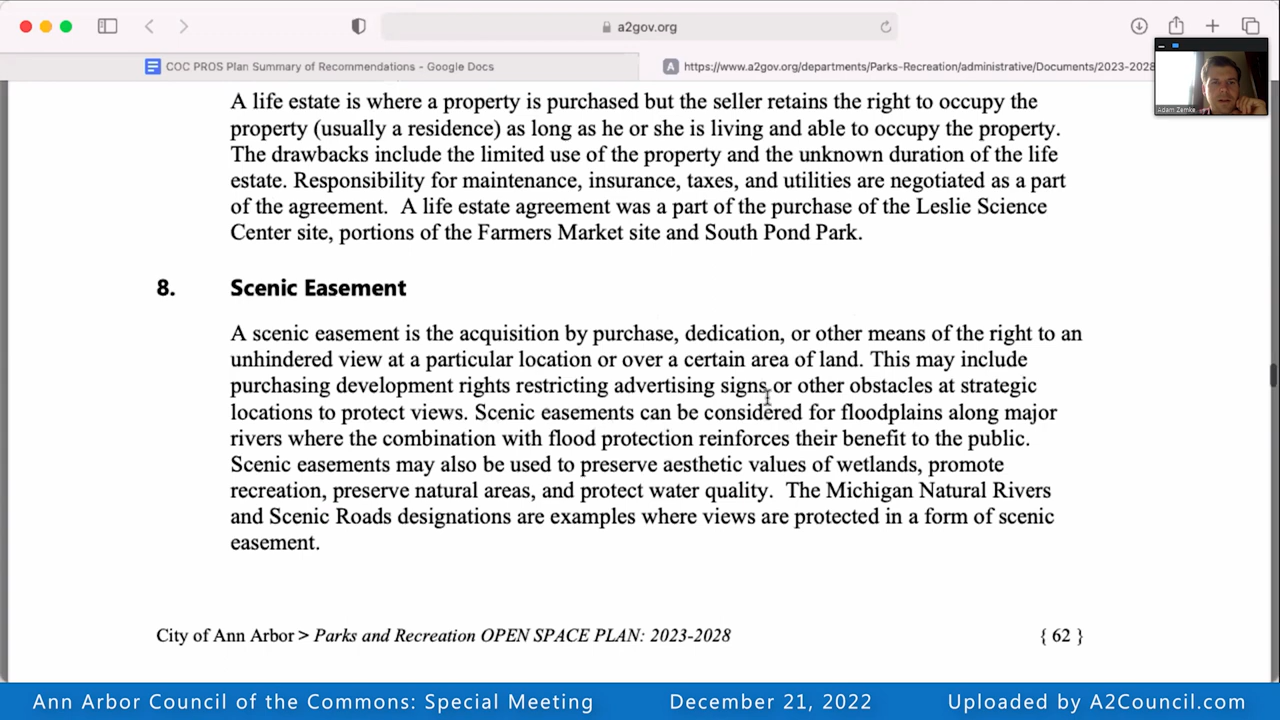 a2gov.org
COC PROS Plan Summary of Recommendations - Google Docs
https://www.a2gov.org/departments/Parks-Recreation/administrative/Documents/2023-2028
Adam Zemke
A life estate is where a property is purchased but the seller retains the right to occupy the
property (usually a residence) as long as he or she is living and able to occupy the property.
The drawbacks include the limited use of the property and the unknown duration of the life
estate. Responsibility for maintenance, insurance, taxes, and utilities are negotiated as a part
of the agreement. A life estate agreement was a part of the purchase of the Leslie Science
Center site, portions of the Farmers Market site and South Pond Park.
8. Scenic Easement
A scenic easement is the acquisition by purchase, dedication, or other means of the right to an
unhindered view at a particular location or over a certain area of land. This may include
purchasing development rights restricting advertising signs or other obstacles at strategic
locations to protect views. Scenic easements can be considered for floodplains along major
rivers where the combination with flood protection reinforces their benefit to the public.
Scenic easements may also be used to preserve aesthetic values of wetlands, promote
recreation, preserve natural areas, and protect water quality. The Michigan Natural Rivers
and Scenic Roads designations are examples where views are protected in a form of scenic
easement.
City of Ann Arbor > Parks and Recreation OPEN SPACE PLAN: 2023-2028 { 62 }
Ann Arbor Council of the Commons: Special Meeting December 21, 2022 Uploaded by A2Council.com